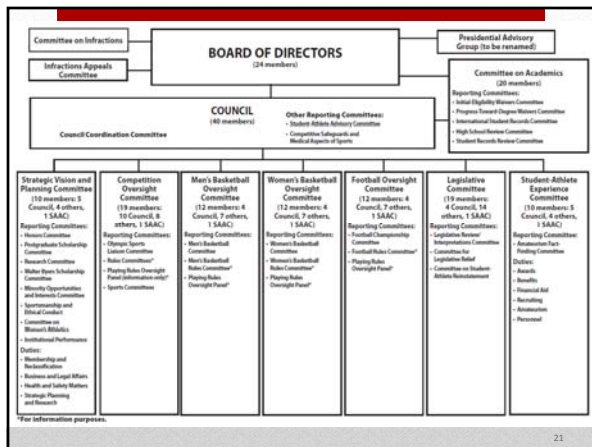 Committee on Infractions
Infractions Appeals
Committee
BOARD OF DIRECTORS
(24 members)
Presidential Advisory
Group (to be renamed)
Committee on Academics
(20 members)
Reporting Committees:
• Initial-Eligibility Waivers Committee
• Progress-Toward-Degree Waivers Committee
• International Student Records Committee
• High School Review Committee
• Student Records Review Committee
COUNCIL
(40 members)
Council Coordination Committee
Other Reporting Committees:
• Student-Athlete Advisory Committee
• Competitive Safeguards and
Medical Aspects of Sports
Strategic Vision and
Planning Committee
(10 members: 5
Council, 4 others,
1 SAAC)
Reporting Committees:
• Honors Committee
• Postgraduate Scholarship
Committee
• Research Committee
• Walter Byers Scholarship
Committee
• Minority Opportunities
and Interests Committee
• Sportsmanship and
Ethical Conduct
• Committee on
Women's Athletics
• Institutional Performance
Duties:
• Membership and
Reclassification
• Business and Legal Affairs
• Health and Safety Matters
• Strategic Planning
and Research
Competition
Oversight
Committee
(19 members:
10 Council, 8
others, 1 SAAC)
Reporting Committees:
• Olympic Sports
Liaison Committee
• Rules Committees*
• Playing Rules Oversight
Panel (information only)*
• Sports Committees
Men's Basketball
Oversight
Committee
(12 members: 4
Council, 7 others,
1 SAAC)
Reporting Committees:
• Men's Basketball
Committee
• Men's Basketball
Rules Committee*
• Playing Rules
Oversight Panel*
Women's Basketball
Oversight
Committee
(12 members: 4
Council, 7 others,
1 SAAC)
Reporting Committees:
• Women's Basketball
Committee
• Women's Basketball
Rules Committee*
• Playing Rules
Oversight Panel*
Football Oversight
Committee
(12 members: 4
Council, 7 others,
1 SAAC)
Reporting Committees:
• Football Championship
Committee
• Football Rules Committee*
• Playing Rules
Oversight Panel*
Legislative
Committee
(19 members:
4 Council, 14
others, 1 SAAC)
Reporting Committees:
• Legislative Review/
Interpretations Committee
• Committee for
Legislative Relief
• Committee on Student-
Athlete Reinstatement
Student-Athlete
Experience
Committee
(10 members: 5
Council, 4 others,
1 SAAC)
Reporting Committee:
• Amateurism Fact-
Finding Committee
Duties:
• Awards
• Benefits
• Financial Aid
• Recruiting
• Amateurism
• Personnel
*For information purposes.
21